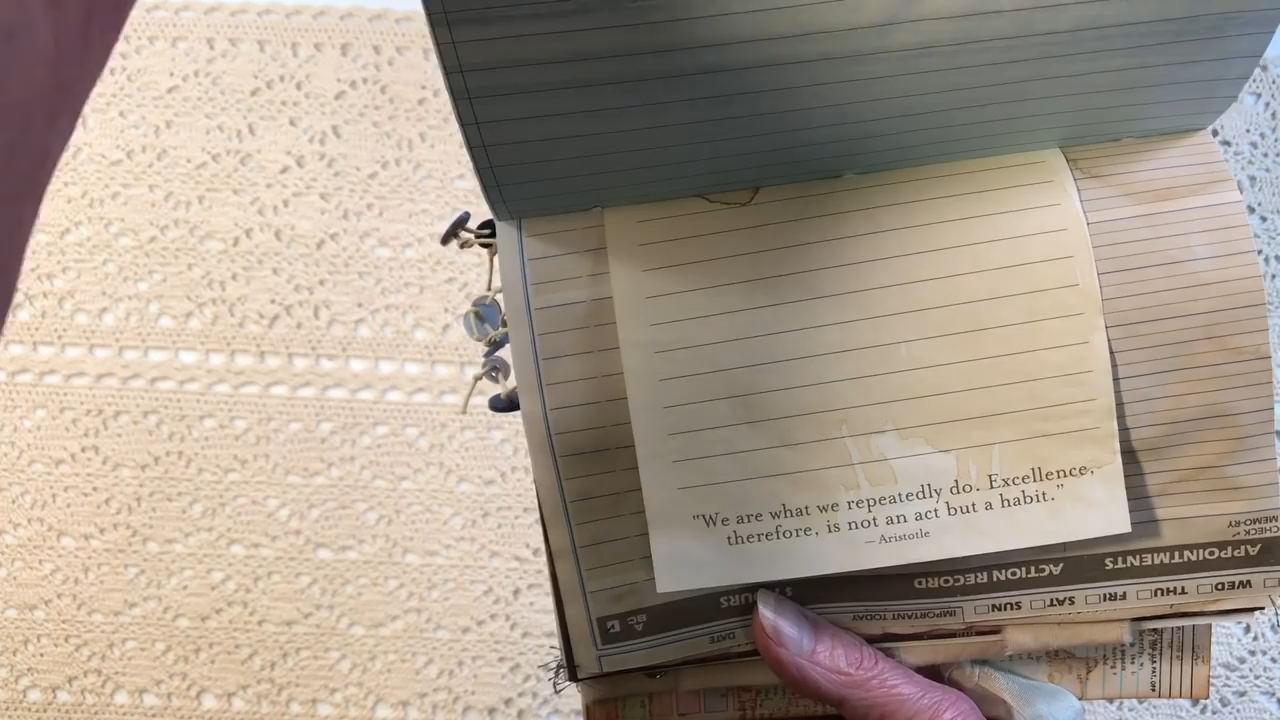 "We are what we repeatedly do. Excellence,
therefore, is not an act but a habit."
— Aristotle
CHECK ✓
MEMO-RY
APPOINTMENTS
ACTION RECORD
WED THU FRI SAT SUN
IMPORTANT TODAY
DATE
ABC